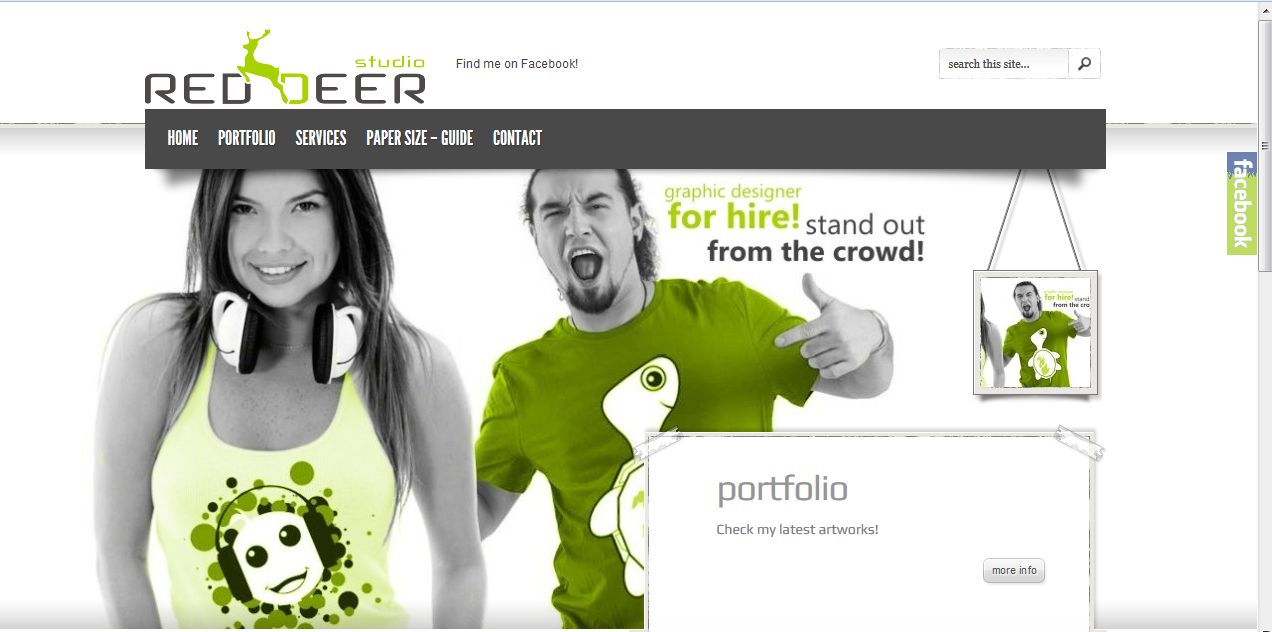 studio
RED DEER
Find me on Facebook!
search this site...
HOME PORTFOLIO SERVICES PAPER SIZE – GUIDE CONTACT
facebook
graphic designer
for hire! stand out
from the crowd!
graphic designer
for hire! stand
from the cro
portfolio
Check my latest artworks!
more info